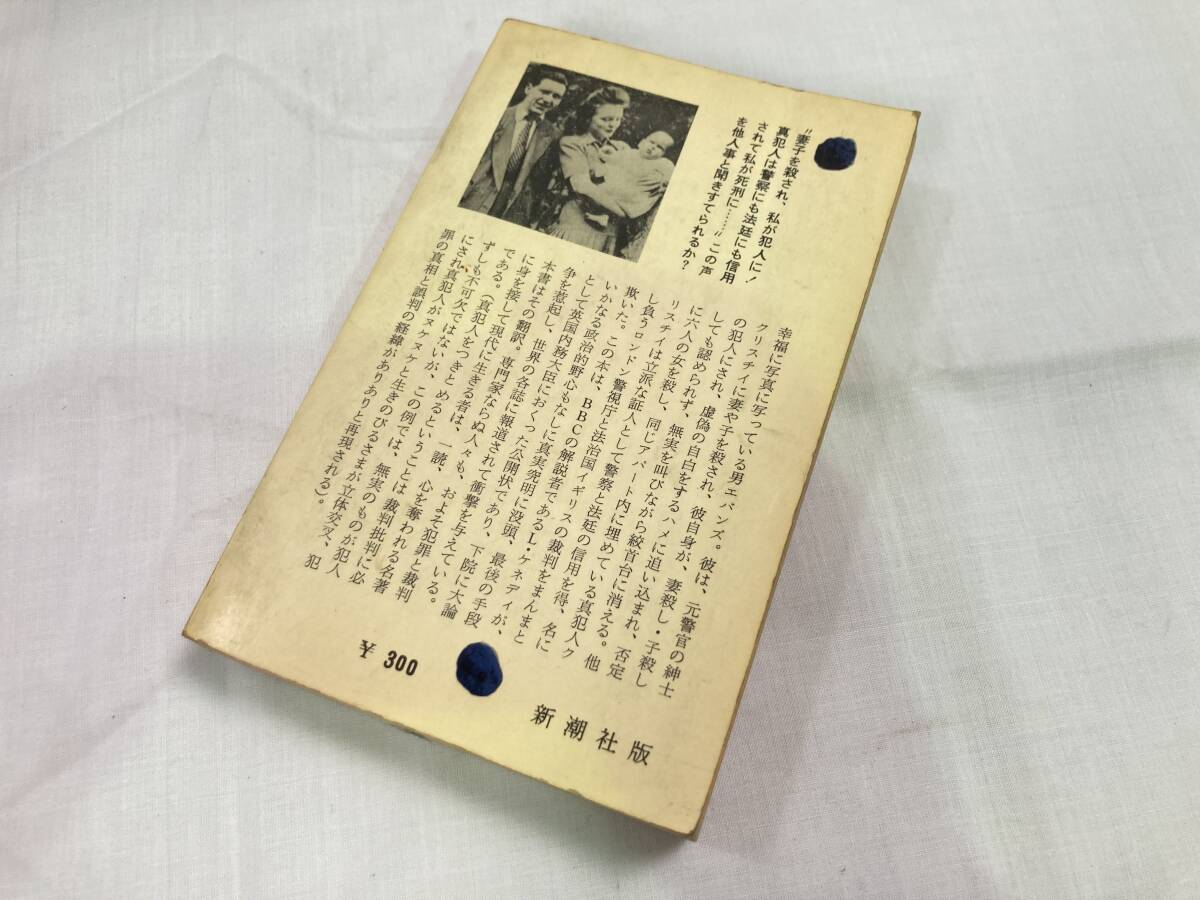 “妻子を殺され、私が犯人に!
真犯人は警察にも法廷にも信用
されて私が死刑に……”この声
を他人事と聞きすてられるか?
幸福に写真に写っている男エバンズ。彼は、元警官の紳士
クリスチイに妻や子を殺され、彼自身が、妻殺し・子殺し
の犯人にされ、虚偽の自白をするハメに追い込まれ、否定
しても認められず、無実を叫びながら絞首台に消える。他
に六人の女を殺し、同じアパート内に埋めている真犯人ク
リスチイは立派な証人として警察と法廷の信用を得、名に
し負うロンドン警視庁と法治国イギリスの裁判をまんまと
欺いた。この本は、BBCの解説者であるL・ケネディが、
いかなる政治的野心もなしに真実究明に没頭、最後の手段
として英国内務大臣におくった公開状であり、下院に大論
争を惹起し、世界の各誌に報道されて衝撃を与えている。
本書はその翻訳。専門家ならぬ人々も、およそ犯罪と裁判
に身を接して現代に生きる者は、一読、心を奪われる名著
である。(真犯人をつきとめるということは裁判批判に必
ずしも不可欠ではないが、この例では、無実のものが犯人
にされ真犯人がヌケヌケと生きのびるさまが立体交叉、犯
罪の真相と誤判の経緯がありありと再現される)。
¥ 300
新潮社版